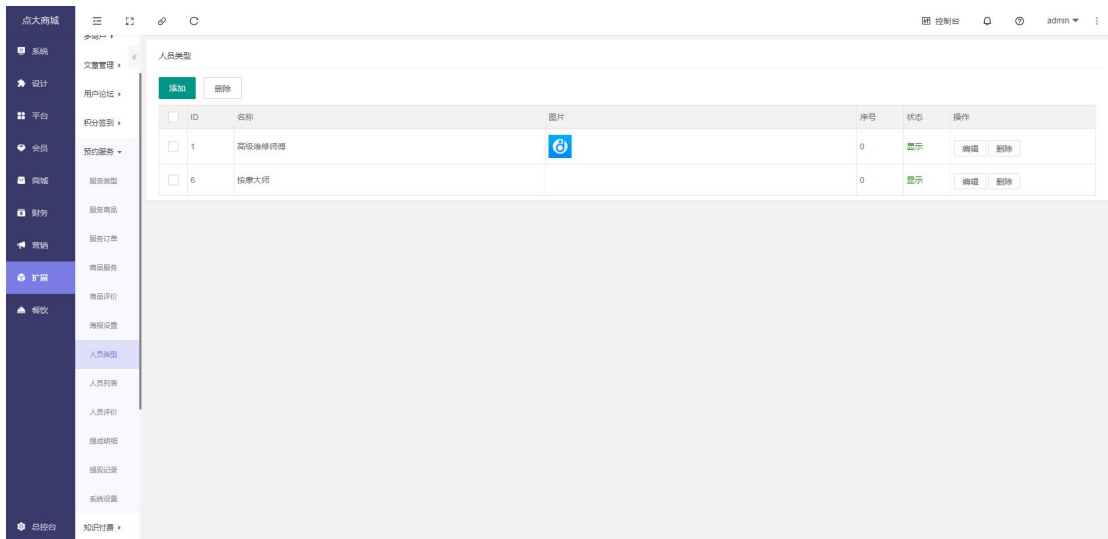 点大商城
控制台
admin
系统
设计
平台
会员
商城
财务
营销
扩展
餐饮
总控台
多商户
文章管理
用户论坛
积分签到
预约服务
服务类型
服务商品
服务订单
商品服务
商品评价
海报设置
人员类型
人员列表
人员评价
提成明细
提现记录
系统设置
知识付费
人员类型
添加 删除
ID 名称 图片 序号 状态 操作
1 高级维修师傅 0 显示 编辑 删除
6 按摩大师 0 显示 编辑 删除